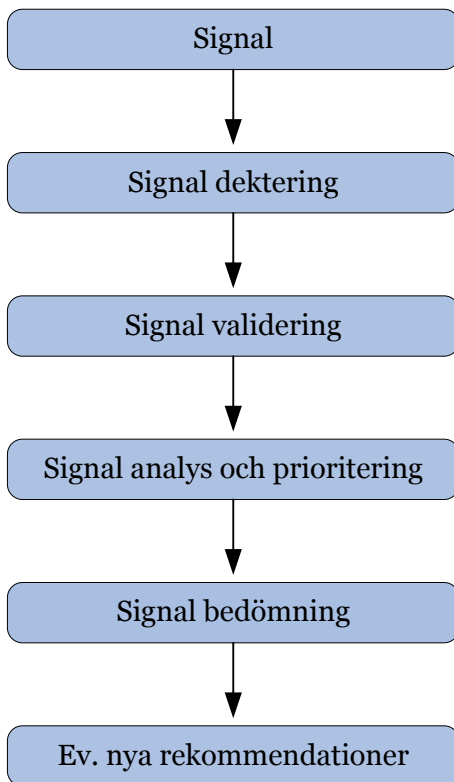 Signal
Signal dektering
Signal validering
Signal analys och prioritering
Signal bedömning
Ev. nya rekommendationer